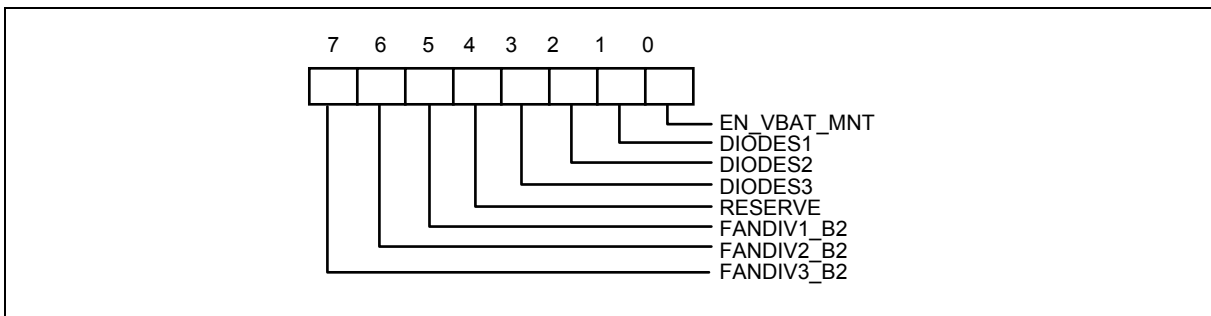 7 6 5 4 3 2 1 0
EN_VBAT_MNT
DIODES1
DIODES2
DIODES3
RESERVE
FANDIV1_B2
FANDIV2_B2
FANDIV3_B2